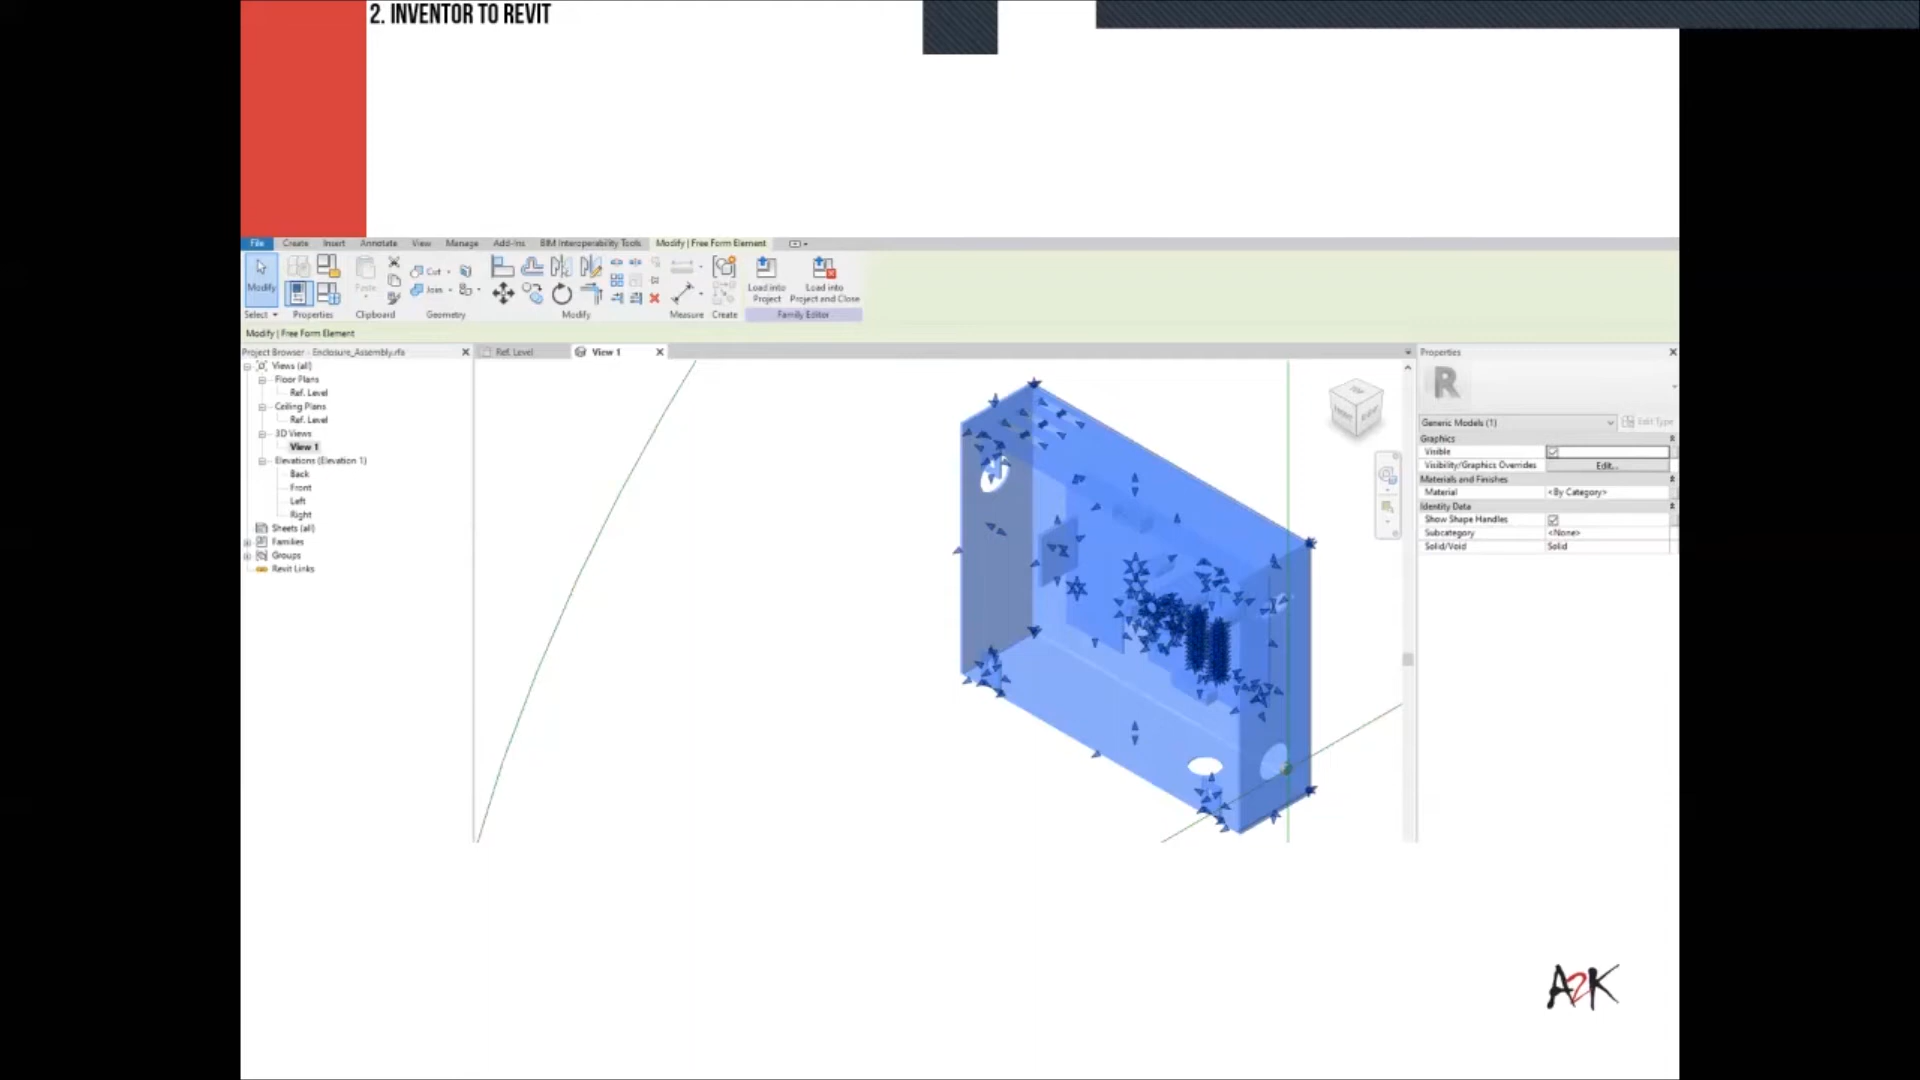 2. INVENTOR TO REVIT
File Create Insert Annotate View Manage Add-Ins BIM Interoperability Tools Modify | Free Form Element
Modify Paste Cut Join Load into Project Load into Project and Close
Select Properties Clipboard Geometry Modify Measure Create Family Editor
Modify | Free Form Element
Project Browser - Enclosure_Assembly.rfa
Views (all)
Floor Plans
Ref. Level
Ceiling Plans
Ref. Level
3D Views
View 1
Elevations (Elevation 1)
Back
Front
Left
Right
Sheets (all)
Families
Groups
Revit Links
Ref. Level View 1
Properties
R
Generic Models (1) Edit Type
Graphics
Visible
Visibility/Graphics Overrides Edit...
Materials and Finishes
Material <By Category>
Identity Data
Show Shape Handles
Subcategory <None>
Solid/Void Solid
A2K